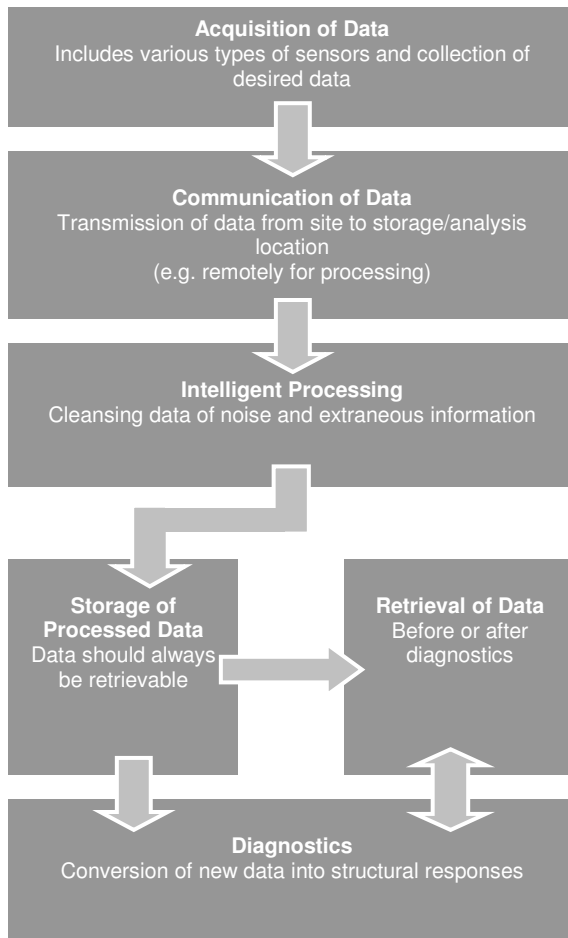 Acquisition of Data
Includes various types of sensors and collection of
desired data
Communication of Data
Transmission of data from site to storage/analysis
location
(e.g. remotely for processing)
Intelligent Processing
Cleansing data of noise and extraneous information
Storage of
Processed Data
Data should always
be retrievable
Retrieval of Data
Before or after
diagnostics
Diagnostics
Conversion of new data into structural responses